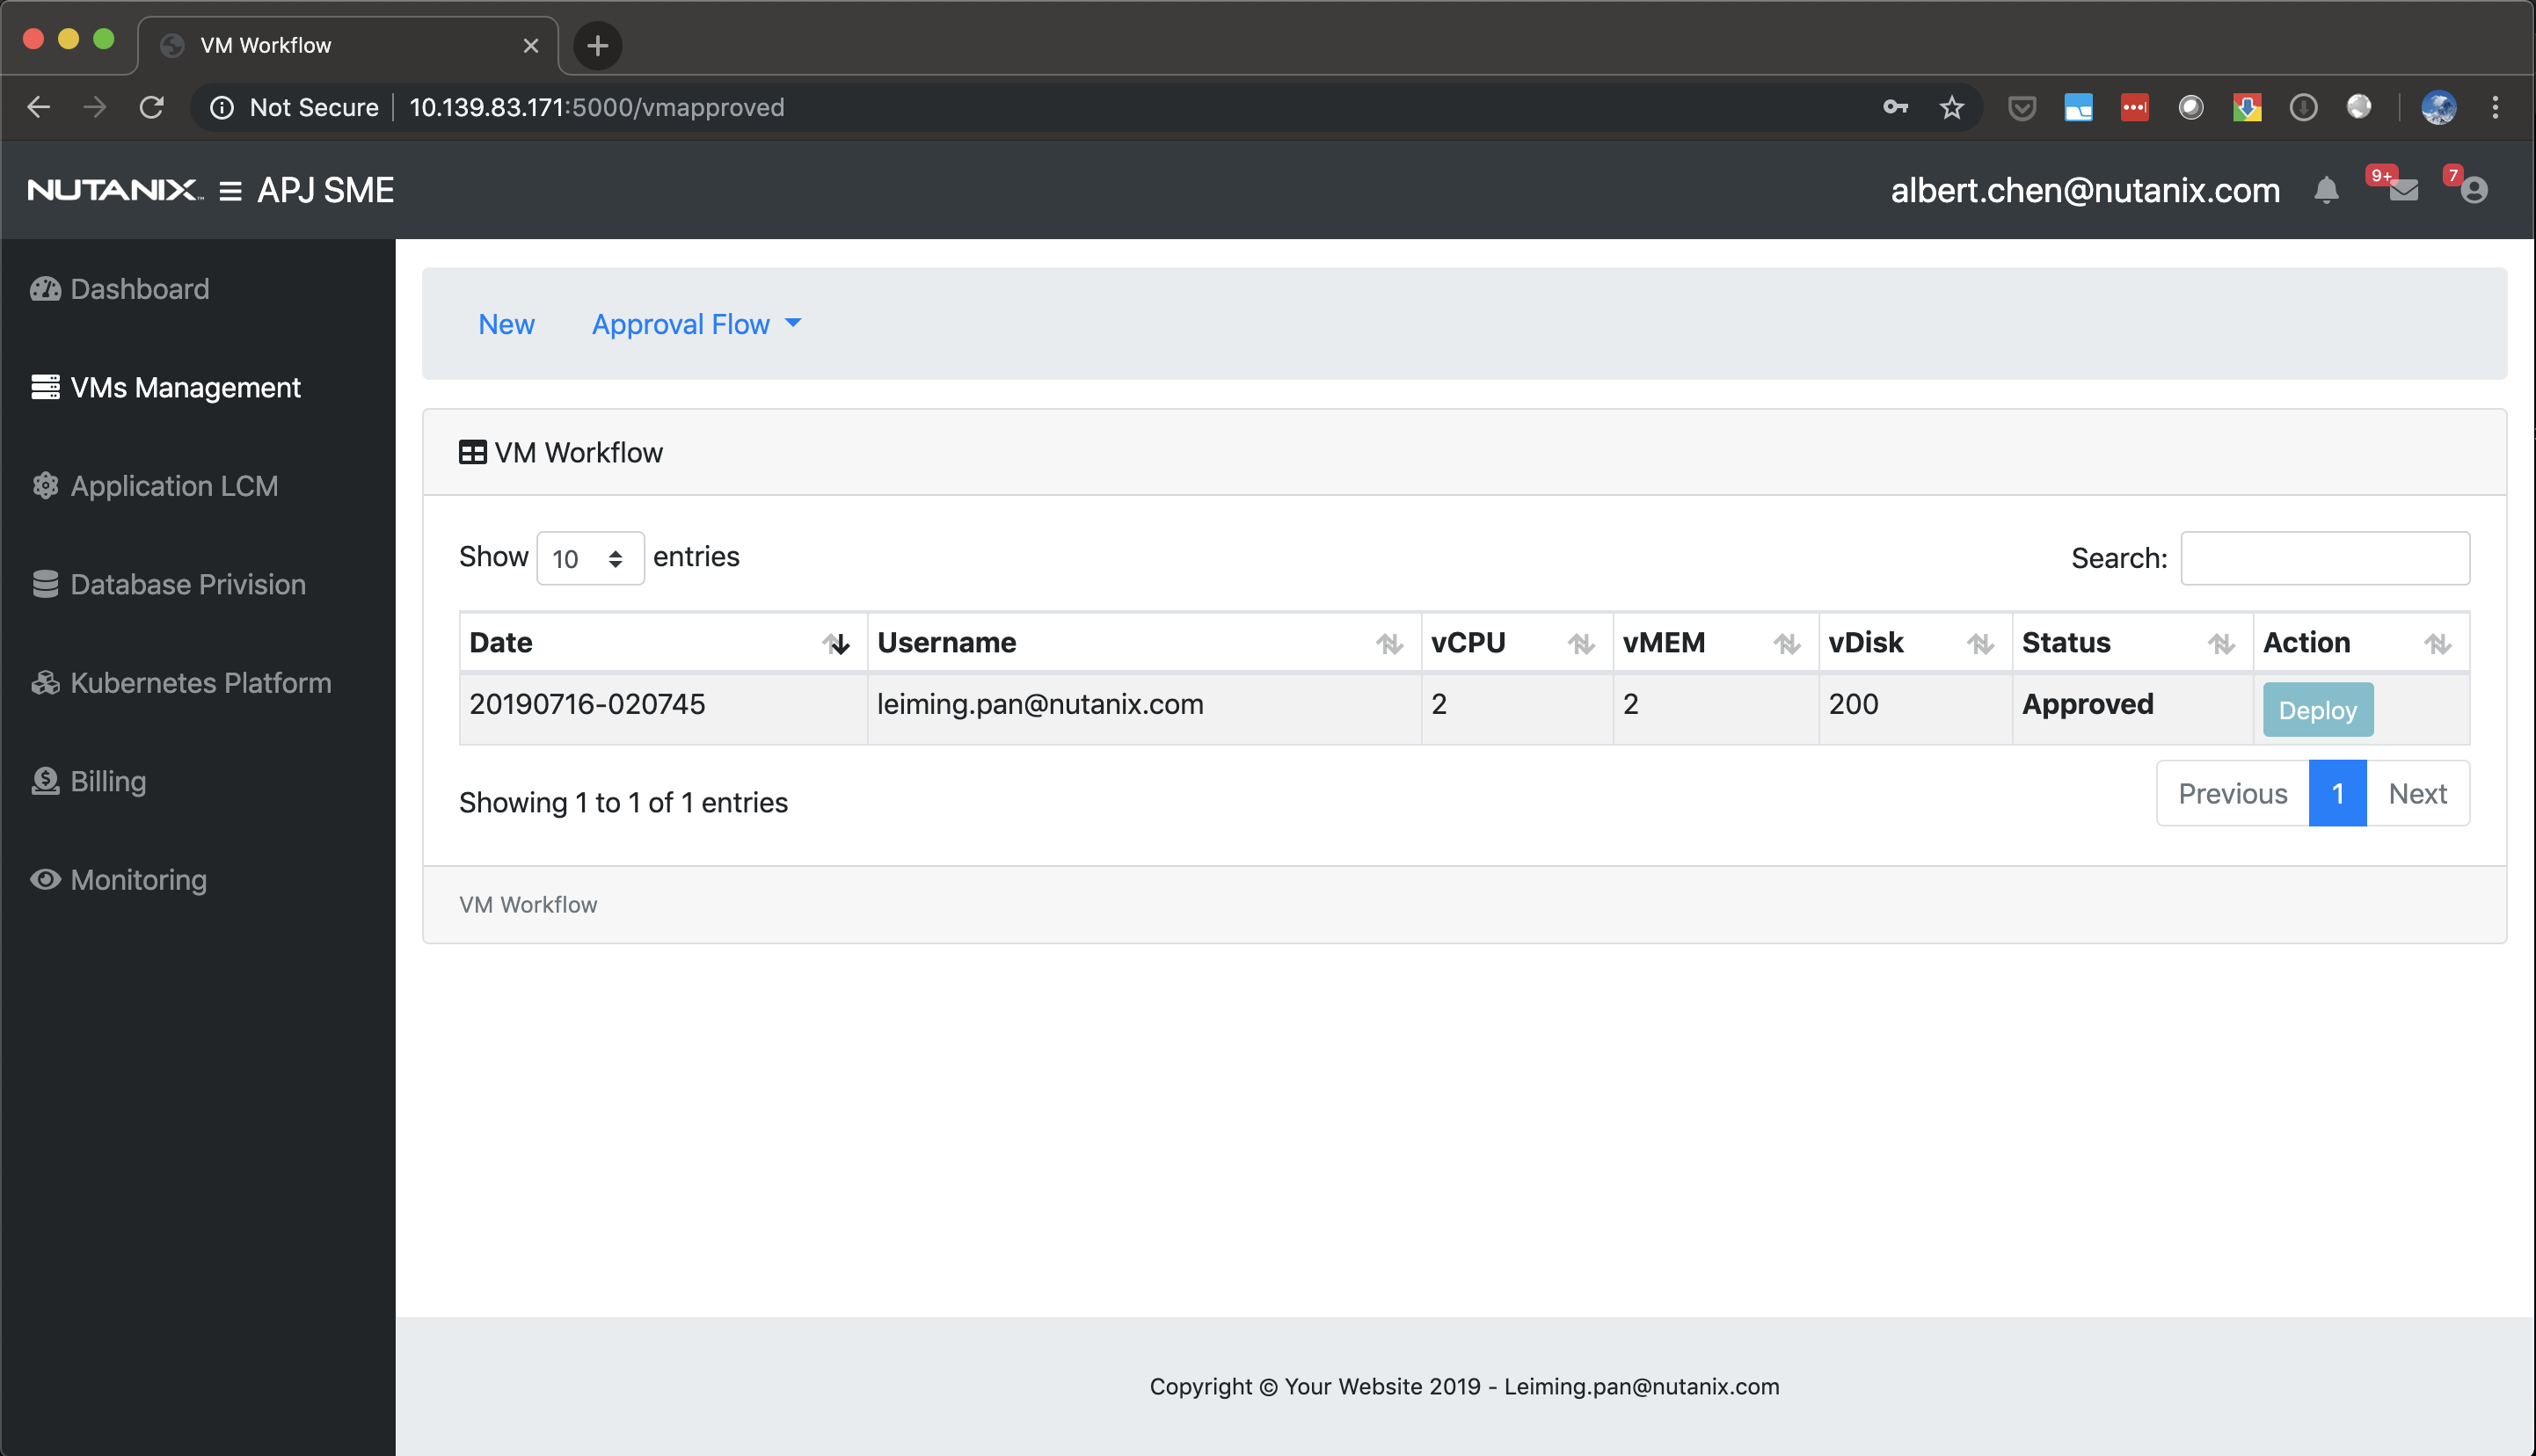 VM Workflow
Not Secure 10.139.83.171:5000/vmapproved
NUTANIX™ APJ SME albert.chen@nutanix.com 9+ 7
Dashboard
VMs Management
Application LCM
Database Privision
Kubernetes Platform
Billing
Monitoring
New Approval Flow
VM Workflow
Show 10 entries Search:
Date Username vCPU vMEM vDisk Status Action
20190716-020745 leiming.pan@nutanix.com 2 2 200 Approved Deploy
Showing 1 to 1 of 1 entries Previous 1 Next
VM Workflow
Copyright © Your Website 2019 - Leiming.pan@nutanix.com